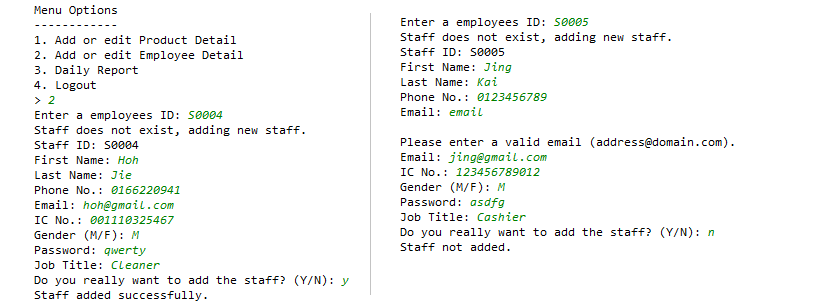 Menu Options
------------
1. Add or edit Product Detail
2. Add or edit Employee Detail
3. Daily Report
4. Logout
> 2
Enter a employees ID: S0004
Staff does not exist, adding new staff.
Staff ID: S0004
First Name: Hoh
Last Name: Jie
Phone No.: 0166220941
Email: hoh@gmail.com
IC No.: 001110325467
Gender (M/F): M
Password: qwerty
Job Title: Cleaner
Do you really want to add the staff? (Y/N): y
Staff added successfully.
Enter a employees ID: S0005
Staff does not exist, adding new staff.
Staff ID: S0005
First Name: Jing
Last Name: Kai
Phone No.: 0123456789
Email: email
Please enter a valid email (address@domain.com).
Email: jing@gmail.com
IC No.: 123456789012
Gender (M/F): M
Password: asdfg
Job Title: Cashier
Do you really want to add the staff? (Y/N): n
Staff not added.